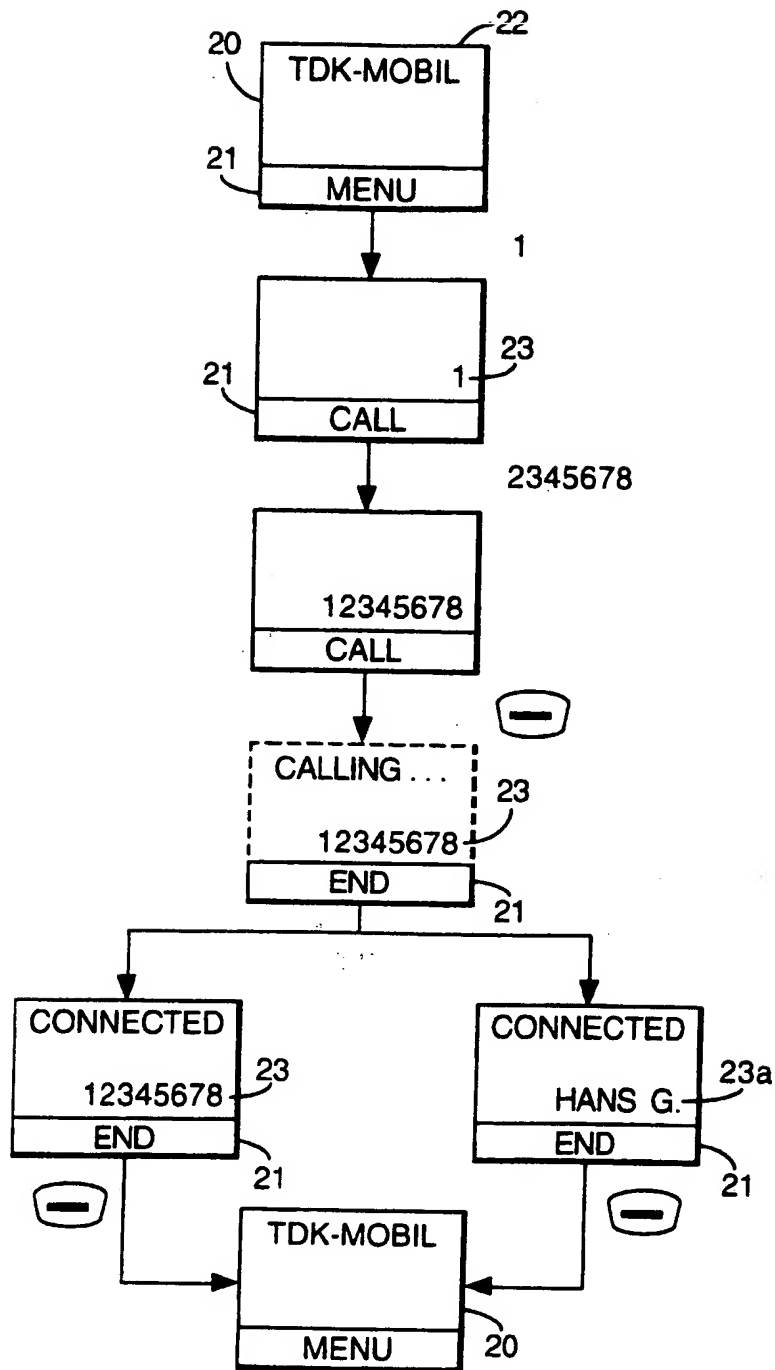 22
20
TDK-MOBIL
21
MENU
1
23
1
21
CALL
2345678
12345678
CALL
CALLING...
23
12345678
END
21
CONNECTED
12345678
23
END
21
CONNECTED
23a
HANS G.
END
21
TDK-MOBIL
20
MENU